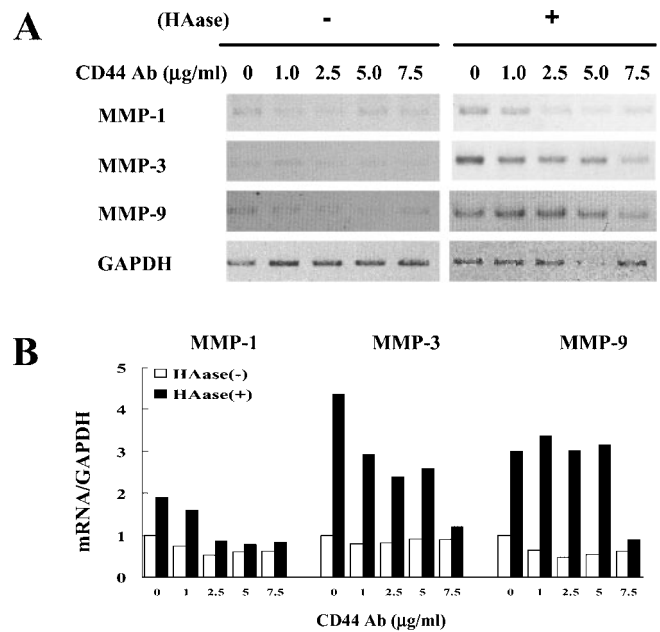 A
(HAase) - +
CD44 Ab (μg/ml) 0 1.0 2.5 5.0 7.5 0 1.0 2.5 5.0 7.5
MMP-1
MMP-3
MMP-9
GAPDH
B
MMP-1 MMP-3 MMP-9
HAase(-)
HAase(+)
mRNA/GAPDH
5
4
3
2
1
0
0 1 2.5 5 7.5 0 1 2.5 5 7.5 0 1 2.5 5 7.5
CD44 Ab (μg/ml)